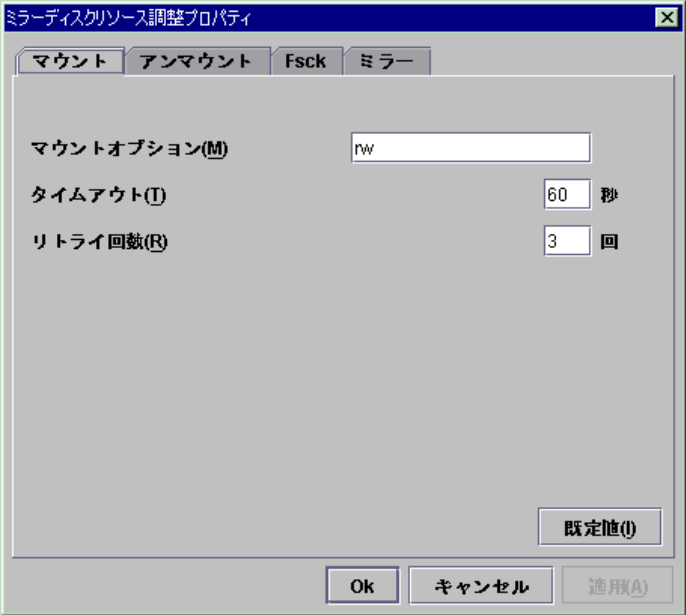 ミラーディスクリソース調整プロパティ
マウント アンマウント Fsck ミラー
マウントオプション(M) rw
タイムアウト(T) 60 秒
リトライ回数(R) 3 回
既定値(I)
Ok キャンセル 適用(A)